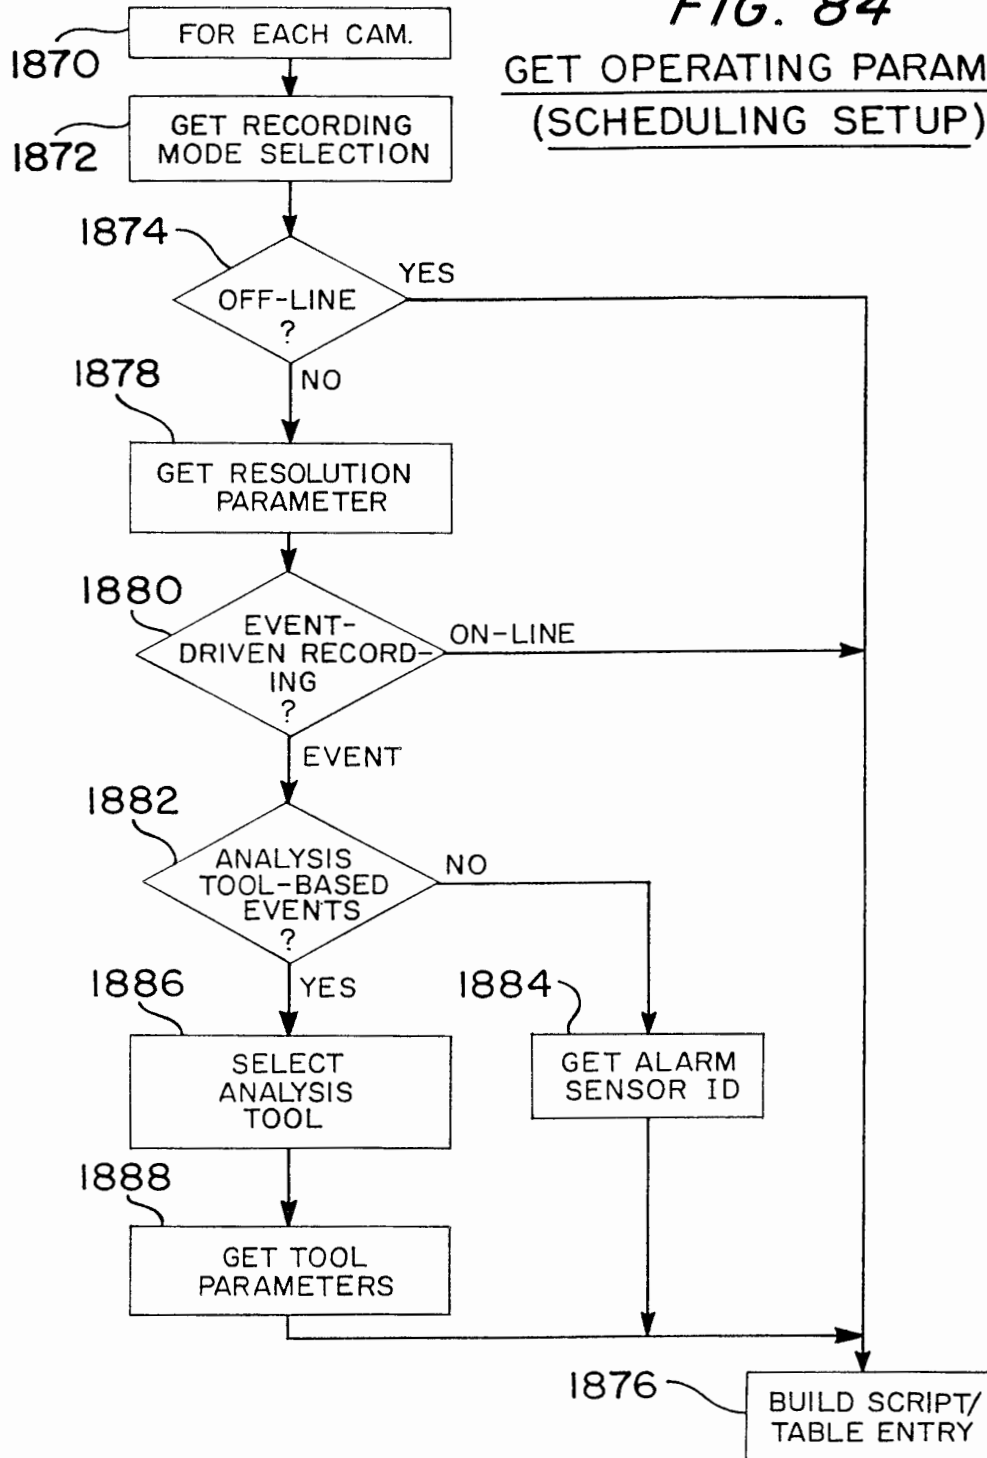 FIG. 84
GET OPERATING PARAM
(SCHEDULING SETUP)
1870
FOR EACH CAM.
1872
GET RECORDING
MODE SELECTION
1874
OFF-LINE
?
YES
NO
1878
GET RESOLUTION
PARAMETER
1880
EVENT-
DRIVEN RECORD-
ING
?
ON-LINE
EVENT
1882
ANALYSIS
TOOL-BASED
EVENTS
?
NO
YES
1886
SELECT
ANALYSIS
TOOL
1884
GET ALARM
SENSOR ID
1888
GET TOOL
PARAMETERS
1876
BUILD SCRIPT/
TABLE ENTRY